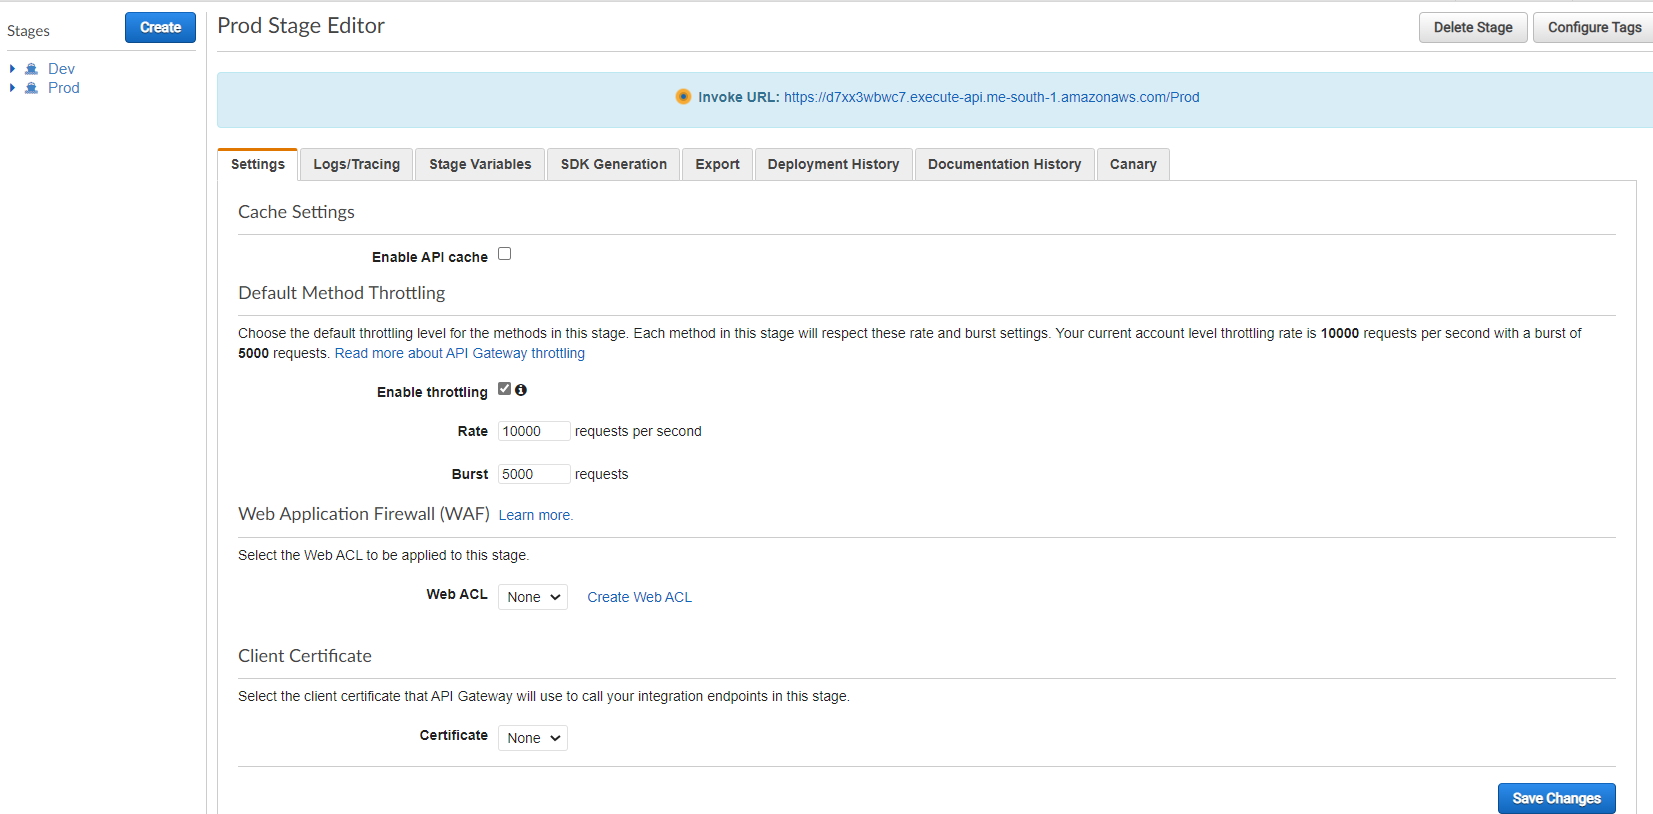 Stages
Create
Dev
Prod
Prod Stage Editor
Delete Stage
Configure Tags
Invoke URL: https://d7xx3wbwc7.execute-api.me-south-1.amazonaws.com/Prod
Settings
Logs/Tracing
Stage Variables
SDK Generation
Export
Deployment History
Documentation History
Canary
Cache Settings
Enable API cache
Default Method Throttling
Choose the default throttling level for the methods in this stage. Each method in this stage will respect these rate and burst settings. Your current account level throttling rate is 10000 requests per second with a burst of
5000 requests. Read more about API Gateway throttling
Enable throttling
Rate 10000 requests per second
Burst 5000 requests
Web Application Firewall (WAF) Learn more.
Select the Web ACL to be applied to this stage.
Web ACL None Create Web ACL
Client Certificate
Select the client certificate that API Gateway will use to call your integration endpoints in this stage.
Certificate None
Save Changes